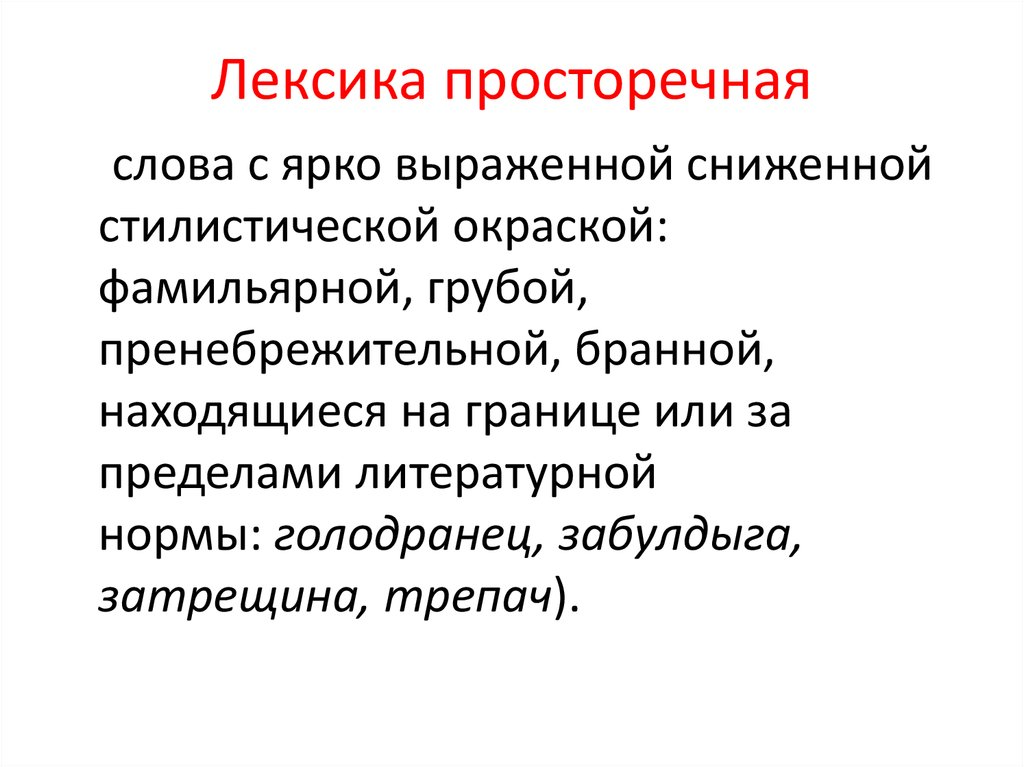 Лексика просторечная
слова с ярко выраженной сниженной
стилистической окраской:
фамильярной, грубой,
пренебрежительной, бранной,
находящиеся на границе или за
пределами литературной
нормы: голодранец, забулдыга,
затрещина, трепач).